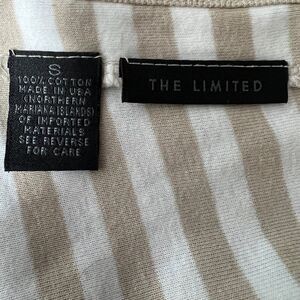 S
100% COTTON
MADE IN USA
(NORTHERN
MARIANA ISLANDS)
OF IMPORTED
MATERIALS
SEE REVERSE
FOR CARE
THE LIMITED